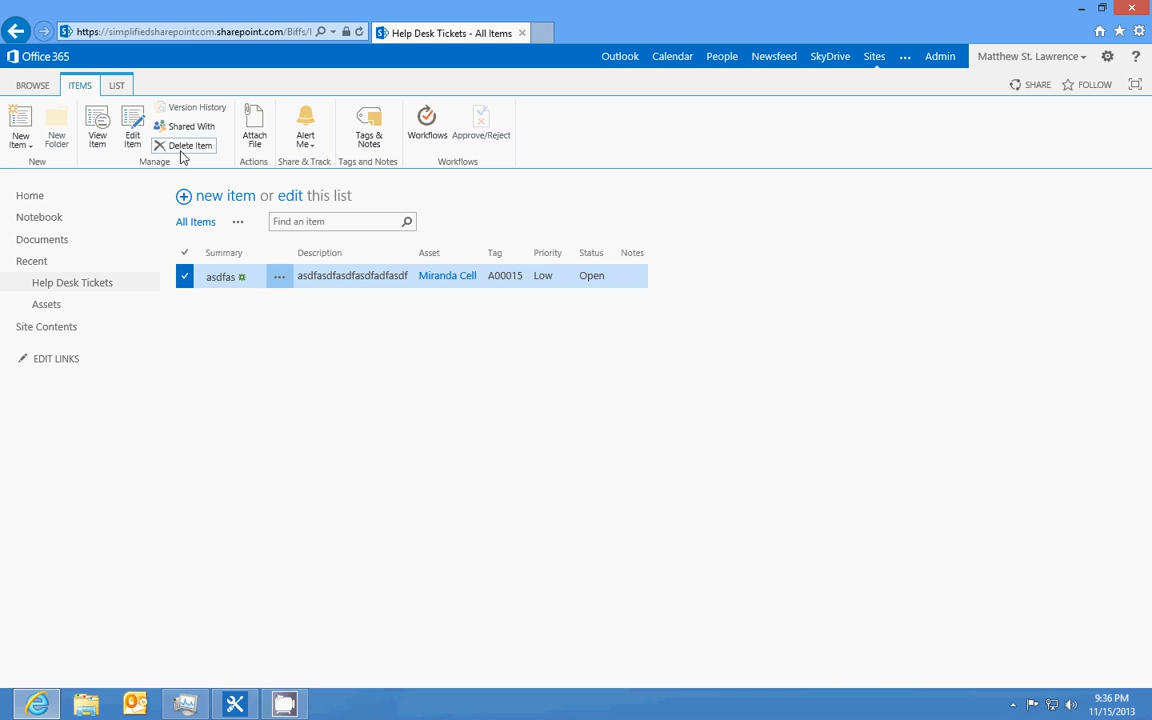 https://simplifiedsharepointcom.sharepoint.com/Biffs/l
Help Desk Tickets - All Items
Office 365
Outlook Calendar People Newsfeed SkyDrive Sites ••• Admin Matthew St. Lawrence ?
BROWSE ITEMS LIST
SHARE FOLLOW
New Item
New Folder
New
View Item
Edit Item
Version History
Shared With
Delete Item
Manage
Attach File
Actions
Alert Me
Share & Track
Tags & Notes
Tags and Notes
Workflows
Approve/Reject
Workflows
Home
Notebook
Documents
Recent
Help Desk Tickets
Assets
Site Contents
EDIT LINKS
new item or edit this list
All Items •••
Find an item
Summary Description Asset Tag Priority Status Notes
asdfas ••• asdfasdfasdfasdfadfasdf Miranda Cell A00015 Low Open
9:36 PM
11/15/2013